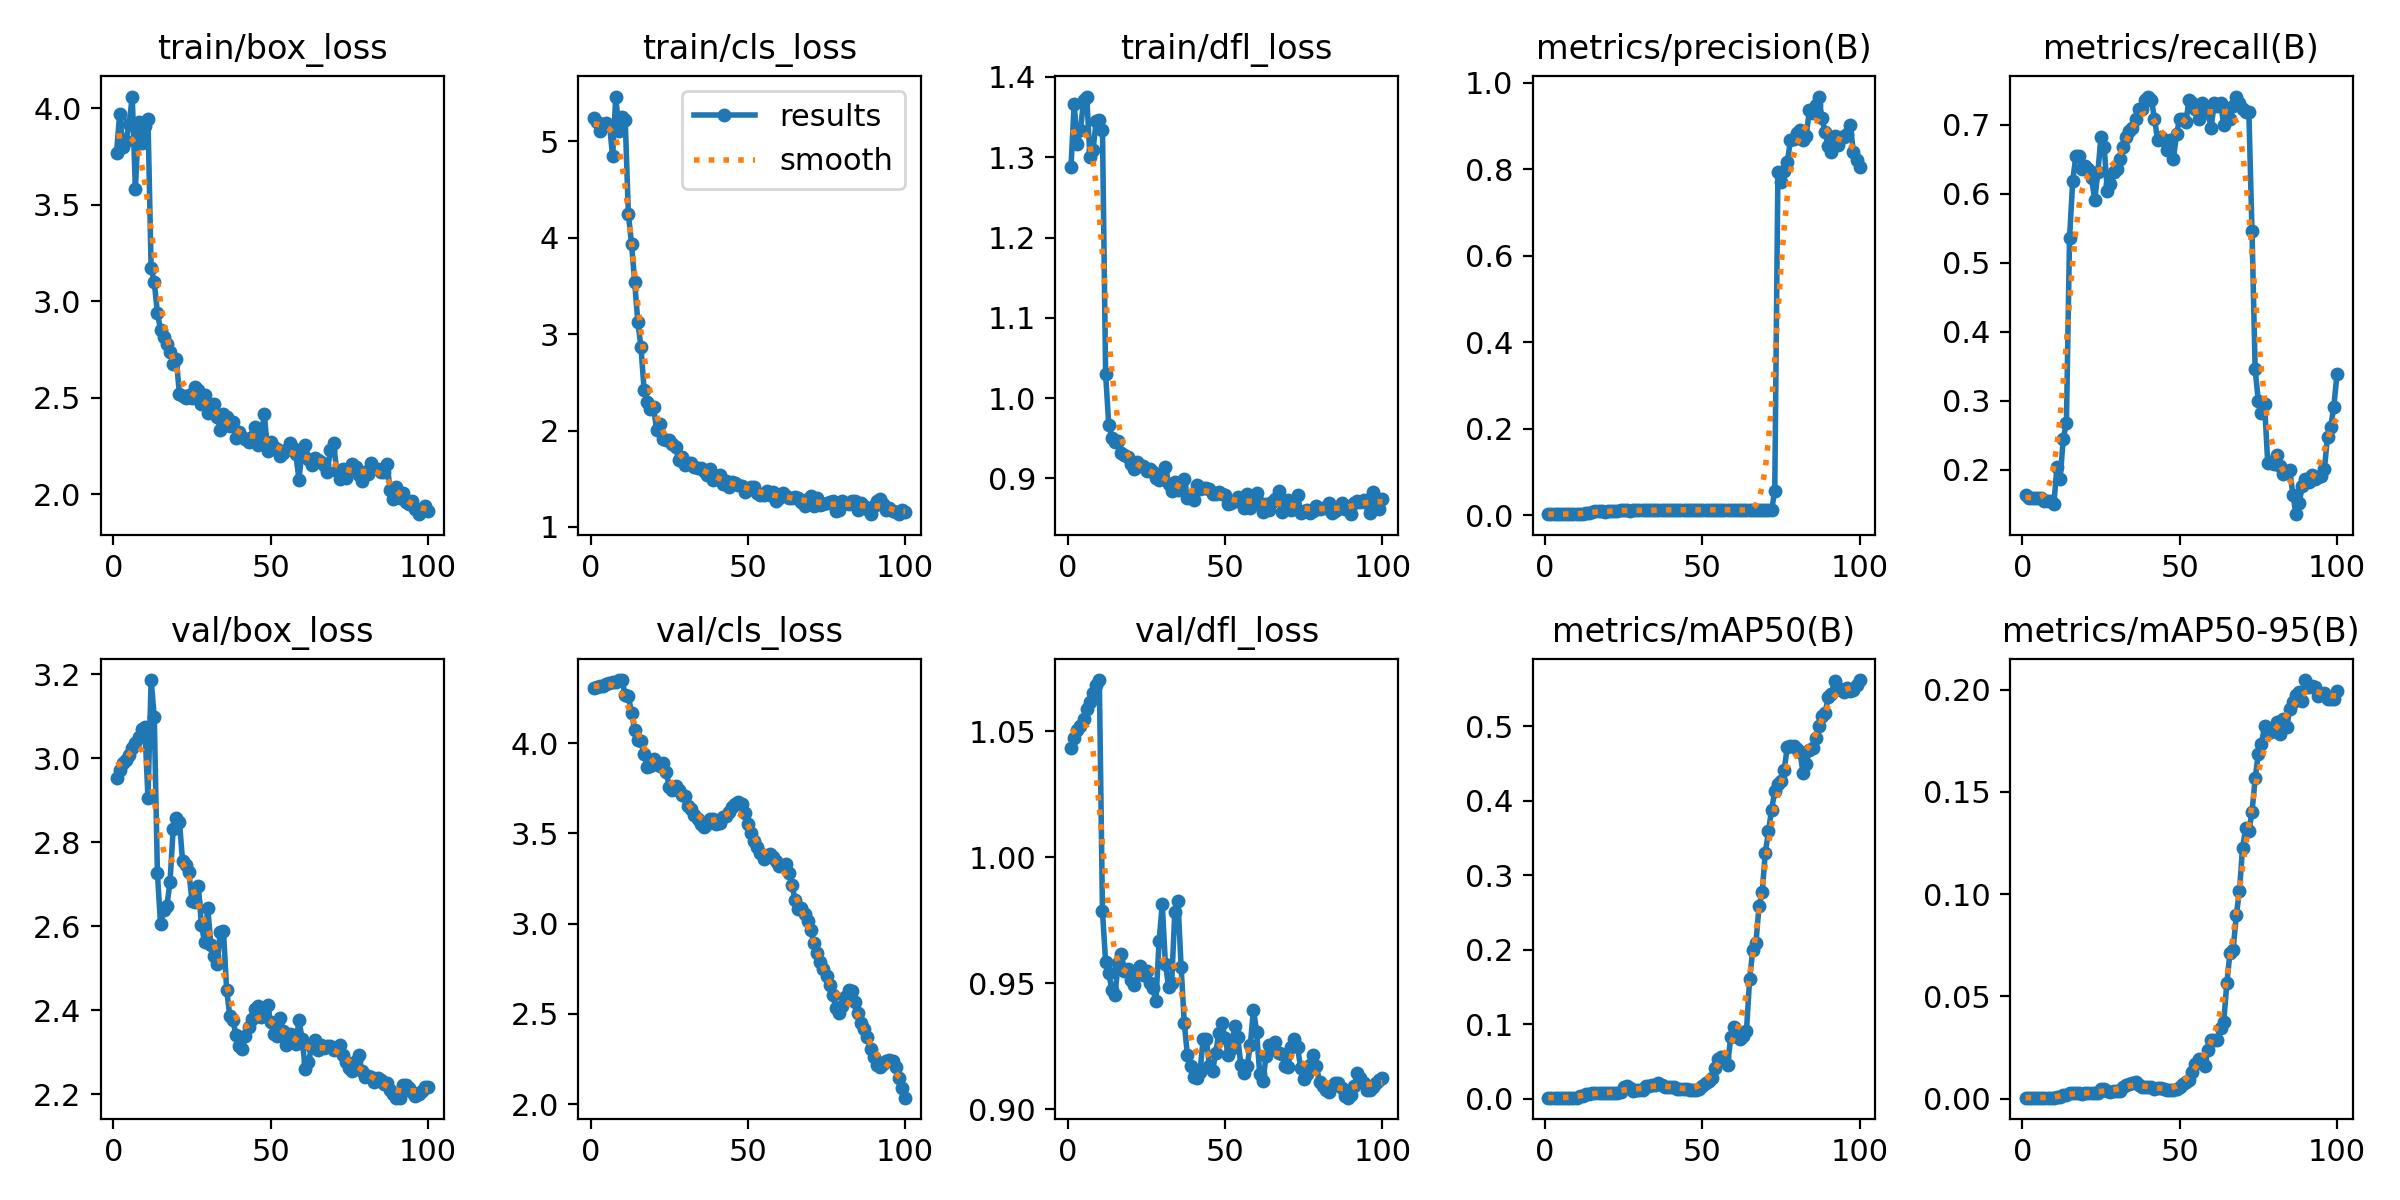 train/box_loss
4.0
3.5
3.0
2.5
2.0
0 50 100
train/cls_loss
results
smooth
5
4
3
2
1
0 50 100
train/dfl_loss
1.4
1.3
1.2
1.1
1.0
0.9
0 50 100
metrics/precision(B)
1.0
0.8
0.6
0.4
0.2
0.0
0 50 100
metrics/recall(B)
0.7
0.6
0.5
0.4
0.3
0.2
0 50 100
val/box_loss
3.2
3.0
2.8
2.6
2.4
2.2
0 50 100
val/cls_loss
4.0
3.5
3.0
2.5
2.0
0 50 100
val/dfl_loss
1.05
1.00
0.95
0.90
0 50 100
metrics/mAP50(B)
0.5
0.4
0.3
0.2
0.1
0.0
0 50 100
metrics/mAP50-95(B)
0.20
0.15
0.10
0.05
0.00
0 50 100